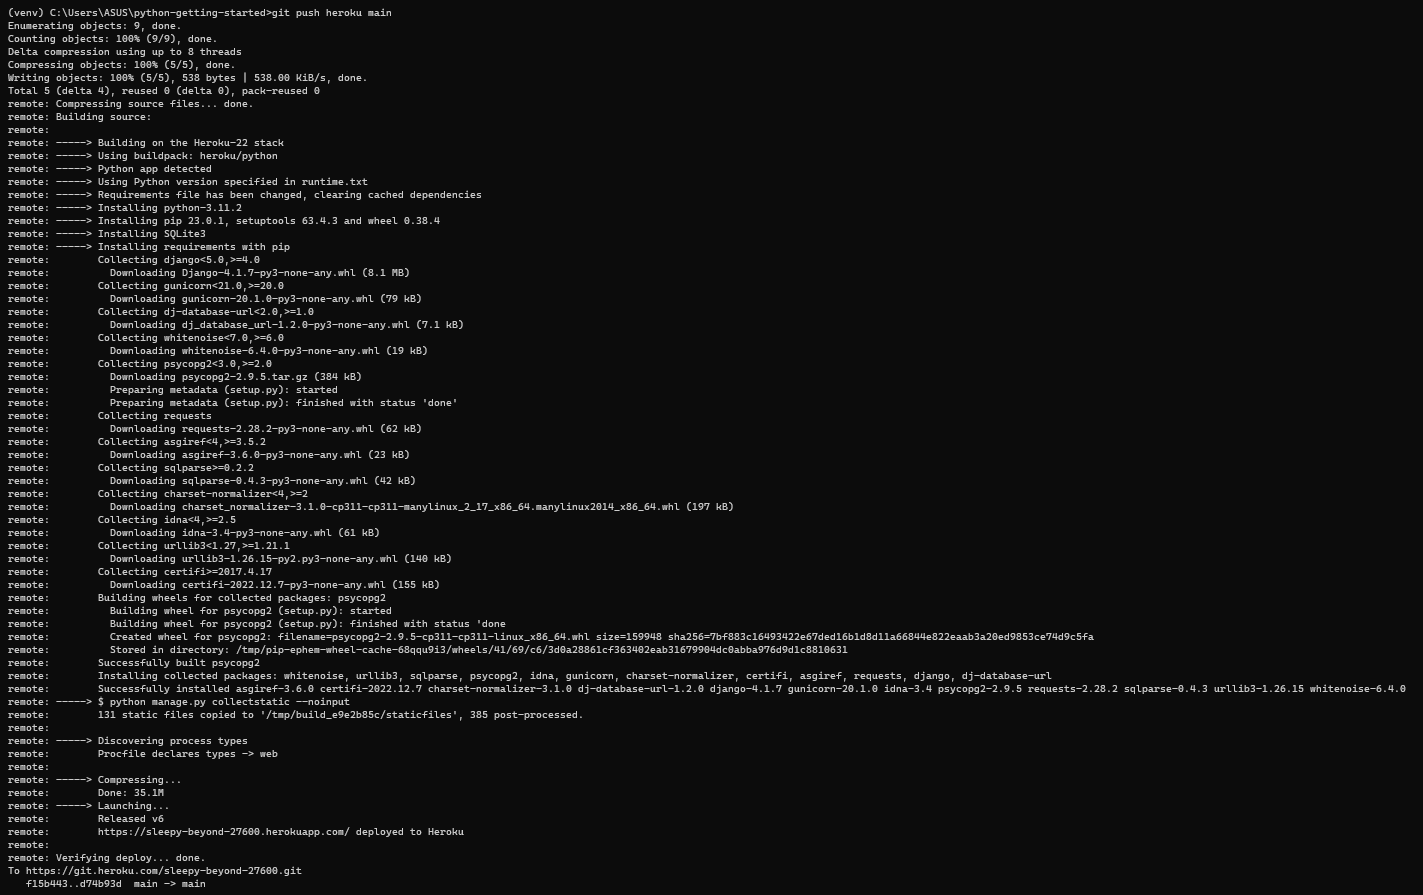 (venv) C:\Users\ASUS\python-getting-started>git push heroku main
Enumerating objects: 9, done.
Counting objects: 100% (9/9), done.
Delta compression using up to 8 threads
Compressing objects: 100% (5/5), done.
Writing objects: 100% (5/5), 538 bytes | 538.00 KiB/s, done.
Total 5 (delta 4), reused 0 (delta 0), pack-reused 0
remote: Compressing source files... done.
remote: Building source:
remote:
remote: -----> Building on the Heroku-22 stack
remote: -----> Using buildpack: heroku/python
remote: -----> Python app detected
remote: -----> Using Python version specified in runtime.txt
remote: -----> Requirements file has been changed, clearing cached dependencies
remote: -----> Installing python-3.11.2
remote: -----> Installing pip 23.0.1, setuptools 63.4.3 and wheel 0.38.4
remote: -----> Installing SQLite3
remote: -----> Installing requirements with pip
remote:        Collecting django<5.0,>=4.0
remote:          Downloading Django-4.1.7-py3-none-any.whl (8.1 MB)
remote:        Collecting gunicorn<21.0,>=20.0
remote:          Downloading gunicorn-20.1.0-py3-none-any.whl (79 kB)
remote:        Collecting dj-database-url<2.0,>=1.0
remote:          Downloading dj_database_url-1.2.0-py3-none-any.whl (7.1 kB)
remote:        Collecting whitenoise<7.0,>=6.0
remote:          Downloading whitenoise-6.4.0-py3-none-any.whl (19 kB)
remote:        Collecting psycopg2<3.0,>=2.0
remote:          Downloading psycopg2-2.9.5.tar.gz (384 kB)
remote:          Preparing metadata (setup.py): started
remote:          Preparing metadata (setup.py): finished with status 'done'
remote:        Collecting requests
remote:          Downloading requests-2.28.2-py3-none-any.whl (62 kB)
remote:        Collecting asgiref<4,>=3.5.2
remote:          Downloading asgiref-3.6.0-py3-none-any.whl (23 kB)
remote:        Collecting sqlparse>=0.2.2
remote:          Downloading sqlparse-0.4.3-py3-none-any.whl (42 kB)
remote:        Collecting charset-normalizer<4,>=2
remote:          Downloading charset_normalizer-3.1.0-cp311-cp311-manylinux_2_17_x86_64.manylinux2014_x86_64.whl (197 kB)
remote:        Collecting idna<4,>=2.5
remote:          Downloading idna-3.4-py3-none-any.whl (61 kB)
remote:        Collecting urllib3<1.27,>=1.21.1
remote:          Downloading urllib3-1.26.15-py2.py3-none-any.whl (140 kB)
remote:        Collecting certifi>=2017.4.17
remote:          Downloading certifi-2022.12.7-py3-none-any.whl (155 kB)
remote:        Building wheels for collected packages: psycopg2
remote:          Building wheel for psycopg2 (setup.py): started
remote:          Building wheel for psycopg2 (setup.py): finished with status 'done
remote:          Created wheel for psycopg2: filename=psycopg2-2.9.5-cp311-cp311-linux_x86_64.whl size=159948 sha256=7bf883c16493422e67ded16b1d8d11a66844e822eaab3a20ed9853ce74d9c5fa
remote:          Stored in directory: /tmp/pip-ephem-wheel-cache-68qqu9i3/wheels/41/69/c6/3d0a28861cf363402eab31679904dc0abba976d9d1c8810631
remote:        Successfully built psycopg2
remote:        Installing collected packages: whitenoise, urllib3, sqlparse, psycopg2, idna, gunicorn, charset-normalizer, certifi, asgiref, requests, django, dj-database-url
remote:        Successfully installed asgiref-3.6.0 certifi-2022.12.7 charset-normalizer-3.1.0 dj-database-url-1.2.0 django-4.1.7 gunicorn-20.1.0 idna-3.4 psycopg2-2.9.5 requests-2.28.2 sqlparse-0.4.3 urllib3-1.26.15 whitenoise-6.4.0
remote: -----> $ python manage.py collectstatic --noinput
remote:        131 static files copied to '/tmp/build_e9e2b85c/staticfiles', 385 post-processed.
remote:
remote: -----> Discovering process types
remote:        Procfile declares types -> web
remote:
remote: -----> Compressing...
remote:        Done: 35.1M
remote: -----> Launching...
remote:        Released v6
remote:        https://sleepy-beyond-27600.herokuapp.com/ deployed to Heroku
remote:
remote: Verifying deploy... done.
To https://git.heroku.com/sleepy-beyond-27600.git
   f15b443..d74b93d  main -> main